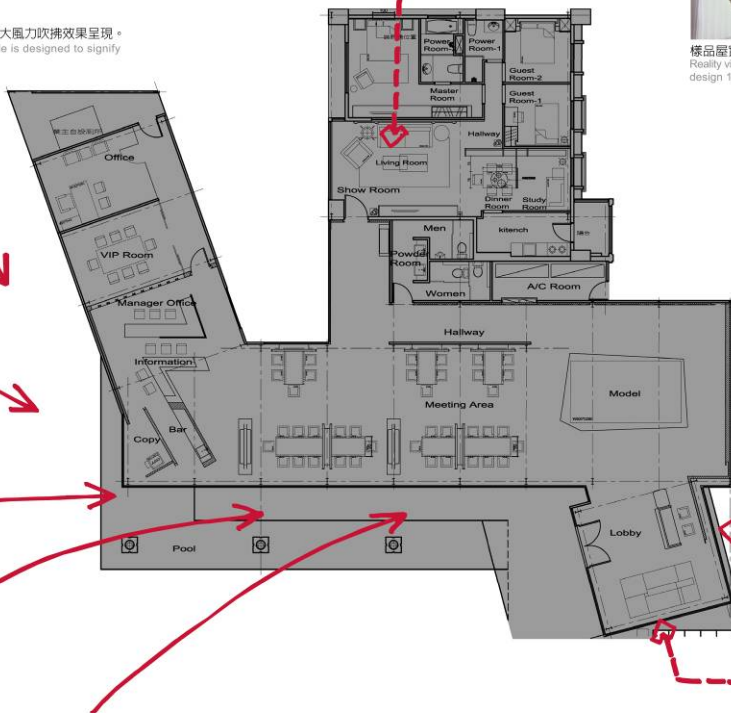 大風力吹拂效果呈現。
e is designed to signify
樣品屋
Reality vi
design 1
Power
Room-2
Power
Room-1
Guest
Room-2
Master
Room
Guest
Room-1
Hallway
Living Room
Show Room
Dinner
Room
Study
Room
Men
kitench
Powder
Room
Women
A/C Room
Office
VIP Room
Manager Office
Information
Hallway
Meeting Area
Model
Copy
Bar
Lobby
Pool